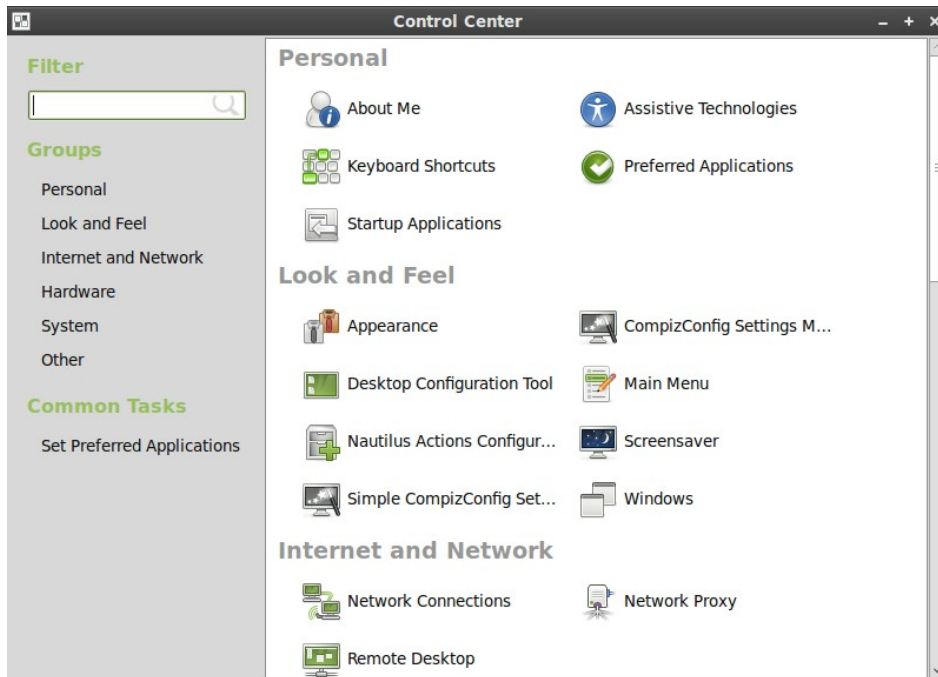 Control Center
Filter
Groups
Personal
Look and Feel
Internet and Network
Hardware
System
Other
Common Tasks
Set Preferred Applications
Personal
About Me
Assistive Technologies
Keyboard Shortcuts
Preferred Applications
Startup Applications
Look and Feel
Appearance
CompizConfig Settings M...
Desktop Configuration Tool
Main Menu
Nautilus Actions Configur...
Screensaver
Simple CompizConfig Set...
Windows
Internet and Network
Network Connections
Network Proxy
Remote Desktop